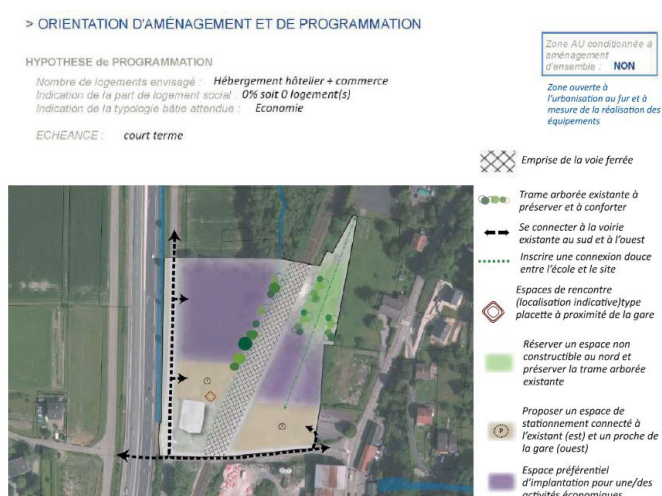 > ORIENTATION D'AMÉNAGEMENT ET DE PROGRAMMATION
HYPOTHESE de PROGRAMMATION
Nombre de logements envisagé : Hébergement hôtelier + commerce
Indication de la part de logement social : 0% soit 0 logement(s)
Indication de la typologie bâtie attendue : Economie
ECHEANCE : court terme
Zone AU conditionnée à
aménagement
d'ensemble : NON
Zone ouverte à
l'urbanisation au fur et à
mesure de la réalisation des
équipements
Emprise de la voie ferrée
Trame arborée existante à
préserver et à conforter
Se connecter à la voirie
existante au sud et à l'ouest
Inscrire une connexion douce
entre l'école et le site
Espaces de rencontre
(localisation indicative)type
placette à proximité de la gare
Réserver un espace non
constructible au nord et
préserver la trame arborée
existante
Proposer un espace de
stationnement connecté à
l'existant (est) et un proche de
la gare (ouest)
P
Espace préférentiel
d'implantation pour une/des
activités économiques